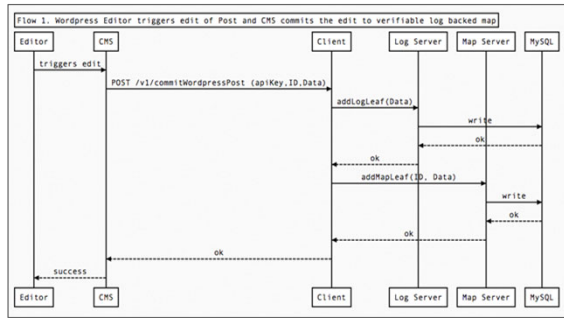 Flow 1. Wordpress Editor triggers edit of Post and CMS commits the edit to verifiable log backed map
Editor CMS Client Log Server Map Server MySQL
triggers edit
POST /v1/commitWordpressPost (apiKey,ID,Data)
addLogLeaf(Data)
write
ok
ok
addMapLeaf(ID, Data)
write
ok
ok
ok
success
Editor CMS Client Log Server Map Server MySQL